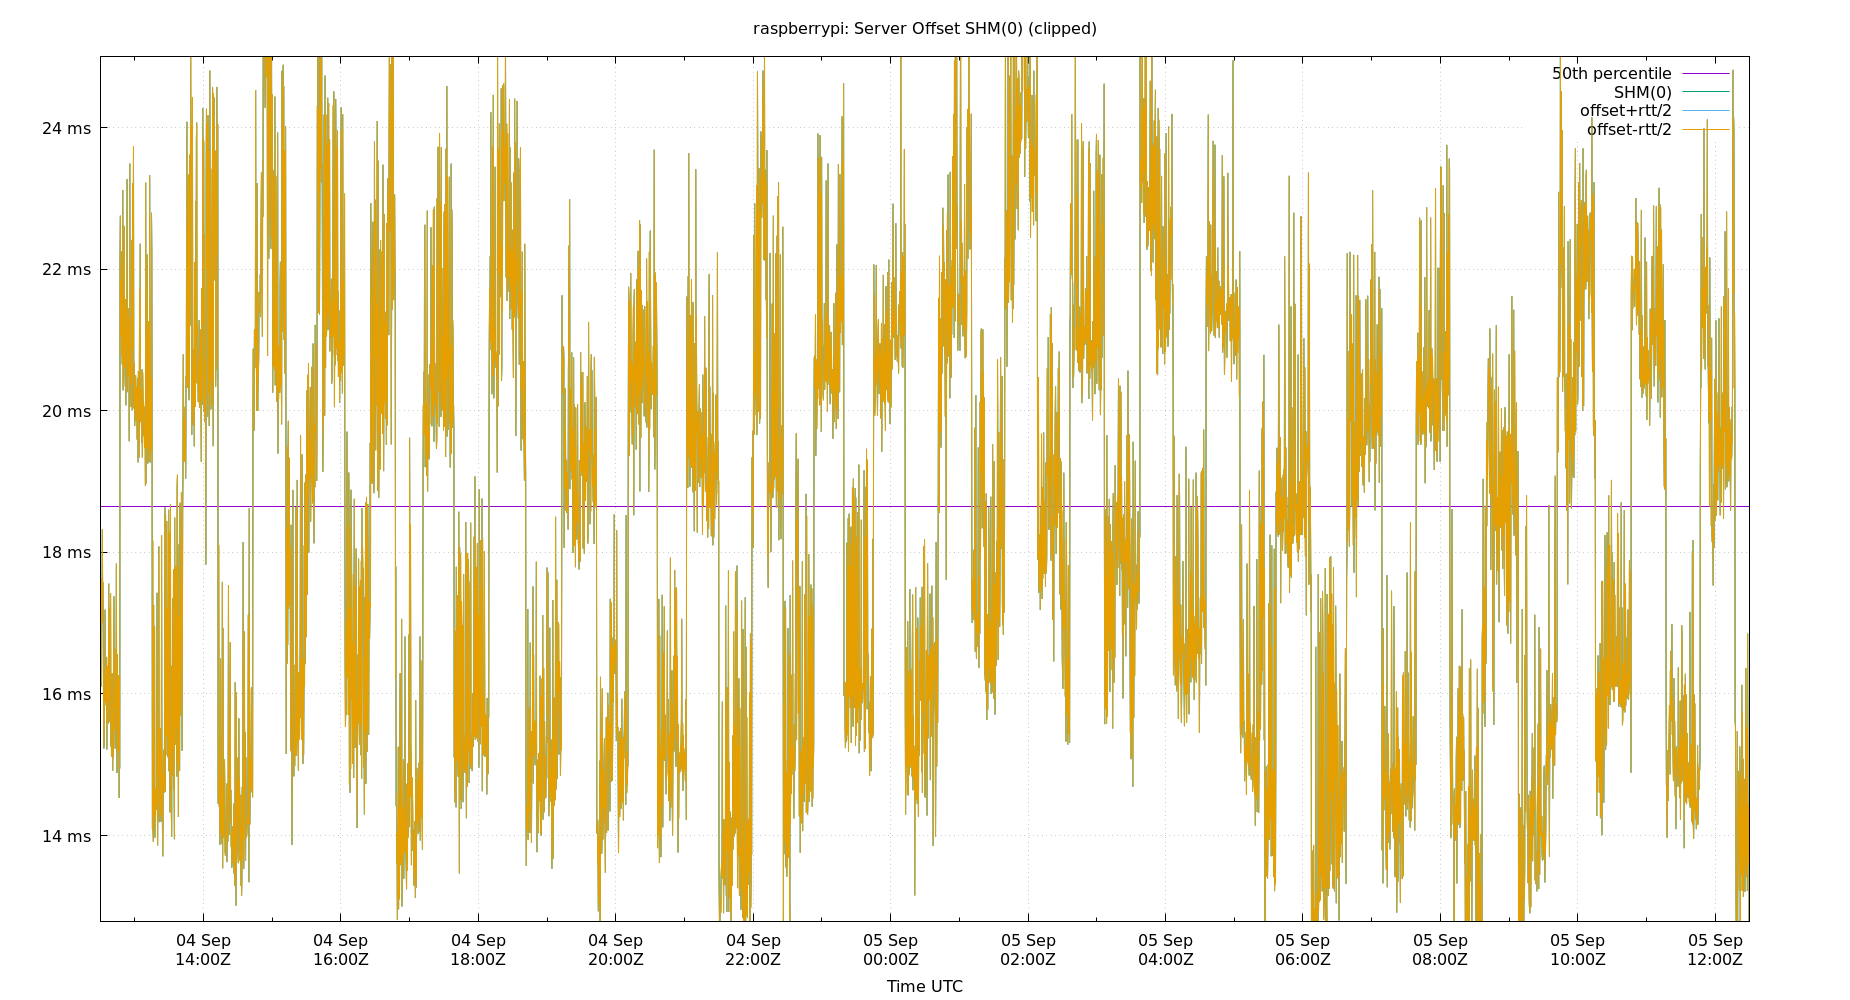 raspberrypi: Server Offset SHM(0) (clipped)
50th percentile
SHM(0)
offset+rtt/2
offset-rtt/2
24 ms
22 ms
20 ms
18 ms
16 ms
14 ms
04 Sep 04 Sep 04 Sep 04 Sep 04 Sep 05 Sep 05 Sep 05 Sep 05 Sep 05 Sep 05 Sep 05 Sep
14:00Z 16:00Z 18:00Z 20:00Z 22:00Z 00:00Z 02:00Z 04:00Z 06:00Z 08:00Z 10:00Z 12:00Z
Time UTC